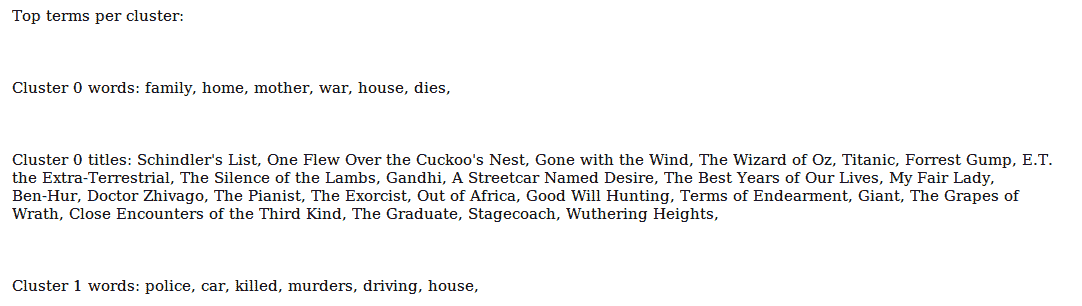 Top terms per cluster:
Cluster 0 words: family, home, mother, war, house, dies,
Cluster 0 titles: Schindler's List, One Flew Over the Cuckoo's Nest, Gone with the Wind, The Wizard of Oz, Titanic, Forrest Gump, E.T.
the Extra-Terrestrial, The Silence of the Lambs, Gandhi, A Streetcar Named Desire, The Best Years of Our Lives, My Fair Lady,
Ben-Hur, Doctor Zhivago, The Pianist, The Exorcist, Out of Africa, Good Will Hunting, Terms of Endearment, Giant, The Grapes of
Wrath, Close Encounters of the Third Kind, The Graduate, Stagecoach, Wuthering Heights,
Cluster 1 words: police, car, killed, murders, driving, house,